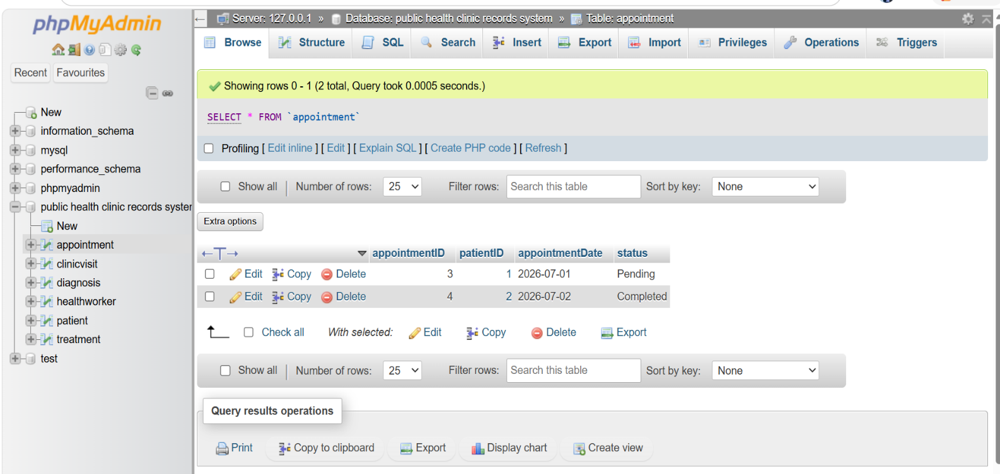 phpMyAdmin
Recent Favourites
New
information_schema
mysql
performance_schema
phpmyadmin
public health clinic records syster
New
appointment
clinicvisit
diagnosis
healthworker
patient
treatment
test
Server: 127.0.0.1 » Database: public health clinic records system » Table: appointment
Browse Structure SQL Search Insert Export Import Privileges Operations Triggers
Showing rows 0 - 1 (2 total, Query took 0.0005 seconds.)
SELECT * FROM `appointment`
Profiling [ Edit inline ] [ Edit ] [ Explain SQL ] [ Create PHP code ] [ Refresh ]
Show all | Number of rows: 25 Filter rows: Search this table Sort by key: None
Extra options
←T→ appointmentID patientID appointmentDate status
Edit Copy Delete 3 1 2026-07-01 Pending
Edit Copy Delete 4 2 2026-07-02 Completed
Check all With selected: Edit Copy Delete Export
Show all | Number of rows: 25 Filter rows: Search this table Sort by key: None
Query results operations
Print Copy to clipboard Export Display chart Create view